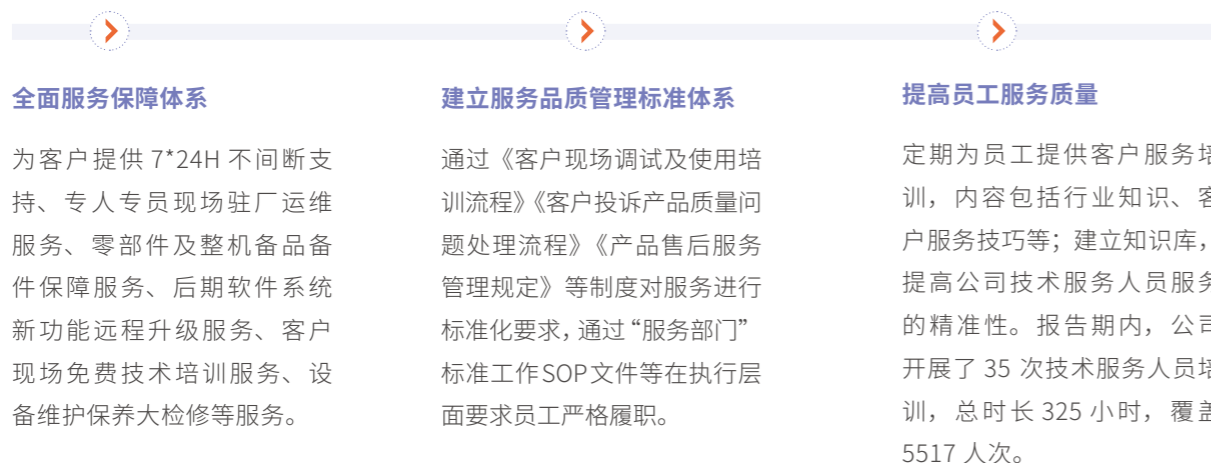 全面服务保障体系
为客户提供 7*24H 不间断支
持、专人专员现场驻厂运维
服务、零部件及整机备品备
件保障服务、后期软件系统
新功能远程升级服务、客户
现场免费技术培训服务、设
备维护保养大检修等服务。
建立服务品质管理标准体系
通过《客户现场调试及使用培
训流程》《客户投诉产品质量问
题处理流程》《产品售后服务
管理规定》等制度对服务进行
标准化要求，通过“服务部门”
标准工作SOP文件等在执行层
面要求员工严格履职。
提高员工服务质量
定期为员工提供客户服务培
训，内容包括行业知识、客
户服务技巧等；建立知识库，
提高公司技术服务人员服务
的精准性。报告期内，公司
开展了 35 次技术服务人员培
训，总时长 325 小时，覆盖
5517 人次。